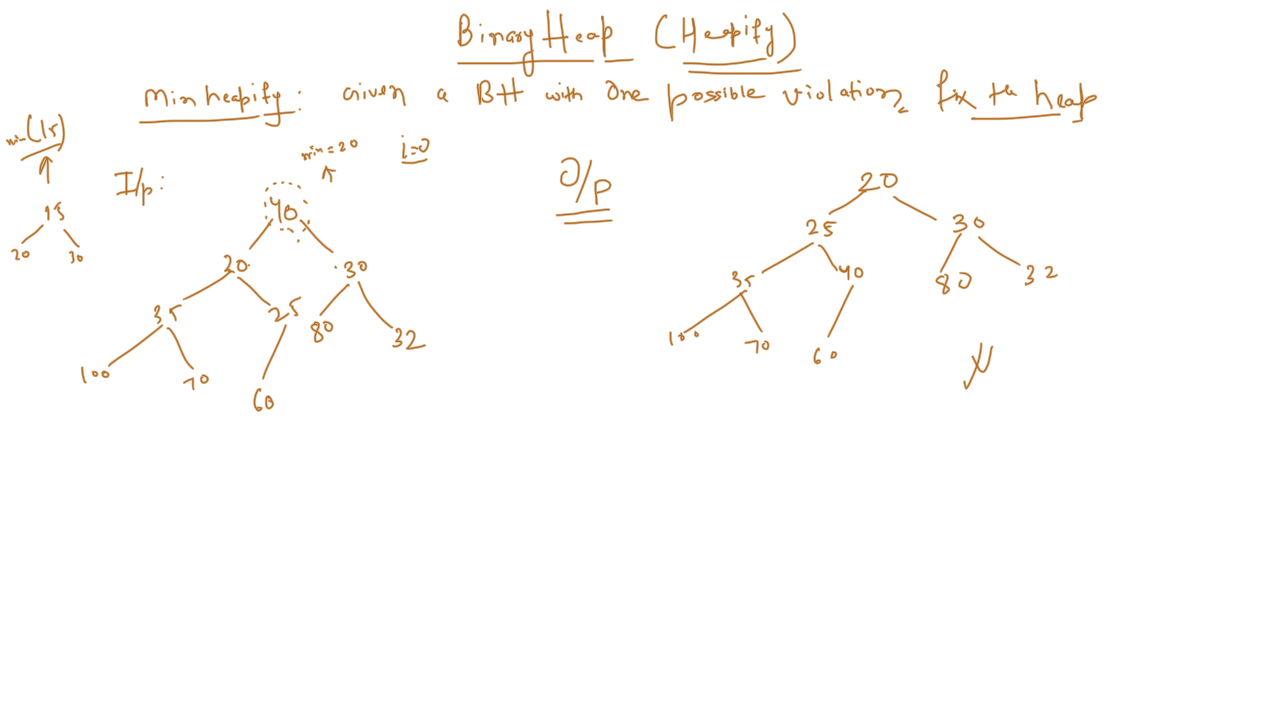 Binary Heap (Heapify)
Min heapify: Given a BH with One possible violation, fix the heap
min(15)
15
20 30
I/p:
min = 20
i=0
40
20 30
35 25 80 32
100 70 60
O/p
20
25 30
35 40 80 32
100 70 60